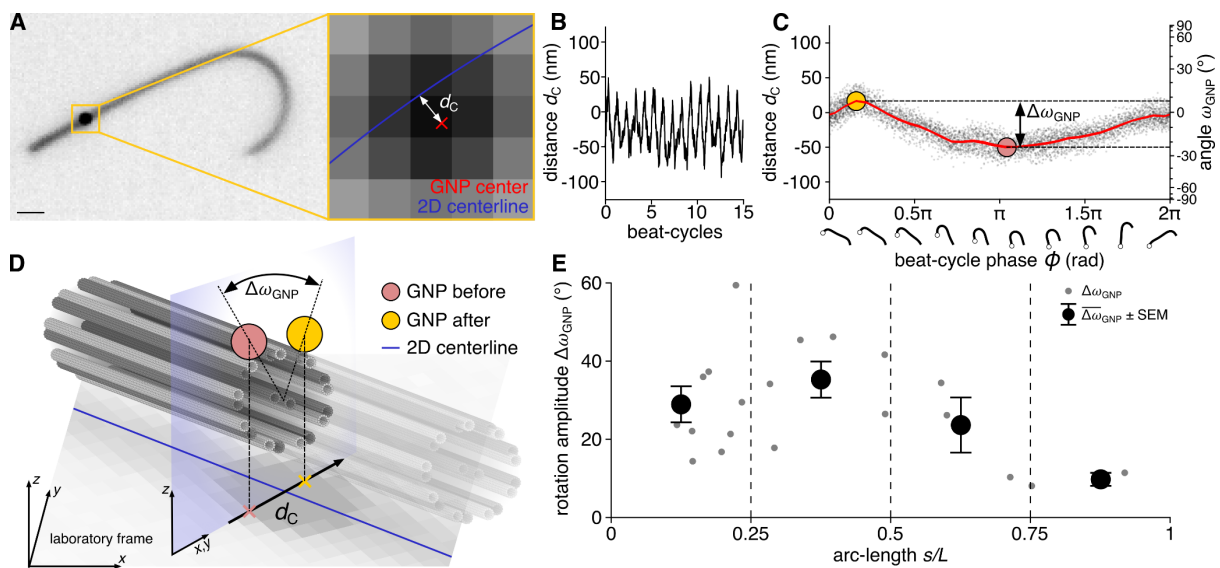 A
d_C
GNP center
2D centerline
B
distance d_C (nm)
100
50
0
-50
-100
0 5 10 15
beat-cycles
C
distance d_C (nm)
100
50
0
-50
-100
Δω_GNP
90
60
30
0
-30
-60
-90
angle ω_GNP (°)
0 0.5π π 1.5π 2π
beat-cycle phase ϕ (rad)
D
Δω_GNP
GNP before
GNP after
2D centerline
z
y
x
laboratory frame
z
x,y
d_C
E
rotation amplitude Δω_GNP (°)
60
40
20
0
0 0.25 0.5 0.75 1
arc-length s/L
Δω_GNP
Δω̅_GNP ± SEM